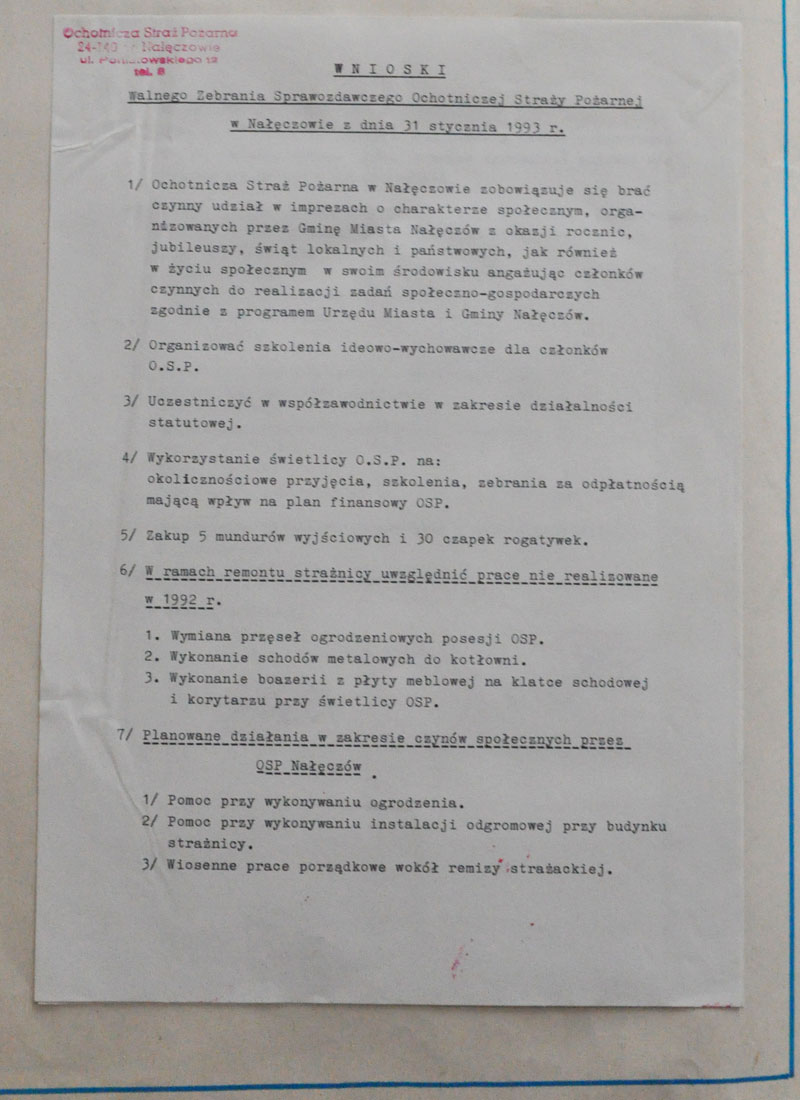 Ochotnicza Straż Pożarna
24-140 w Nałęczowie
ul. 12
tel. 8
WNIOSKI
Walnego Zebrania Sprawozdawczego Ochotniczej Straży Pożarnej
w Nałęczowie z dnia 31 stycznia 1993 r.
1/ Ochotnicza Straż Pożarna w Nałęczowie zobowiązuje się brać
czynny udział w imprezach o charakterze społecznym, orga-
nizowanych przez Gminę Miasta Nałęczów z okazji rocznic,
jubileuszy, świąt lokalnych i państwowych, jak również
w życiu społecznym w swoim środowisku angażując członków
czynnych do realizacji zadań społeczno-gospodarczych
zgodnie z programem Urzędu Miasta i Gminy Nałęczów.
2/ Organizować szkolenia ideowo-wychowawcze dla członków
O.S.P.
3/ Uczestniczyć w współzawodnictwie w zakresie działalności
statutowej.
4/ Wykorzystanie świetlicy O.S.P. na:
okolicznościowe przyjęcia, szkolenia, zebrania za odpłatnością
mającą wpływ na plan finansowy OSP.
5/ Zakup 5 mundurów wyjściowych i 30 czapek rogatywek.
6/ W ramach remontu strażnicy uwzględnić prace nie realizowane
w 1992 r.
1. Wymiana przęseł ogrodzeniowych posesji OSP.
2. Wykonanie schodów metalowych do kotłowni.
3. Wykonanie boazerii z płyty meblowej na klatce schodowej
i korytarzu przy świetlicy OSP.
7/ Planowane działania w zakresie czynów społecznych przez
OSP Nałęczów .
1/ Pomoc przy wykonywaniu ogrodzenia.
2/ Pomoc przy wykonywaniu instalacji odgromowej przy budynku
strażnicy.
3/ Wiosenne prace porządkowe wokół remizy strażackiej.